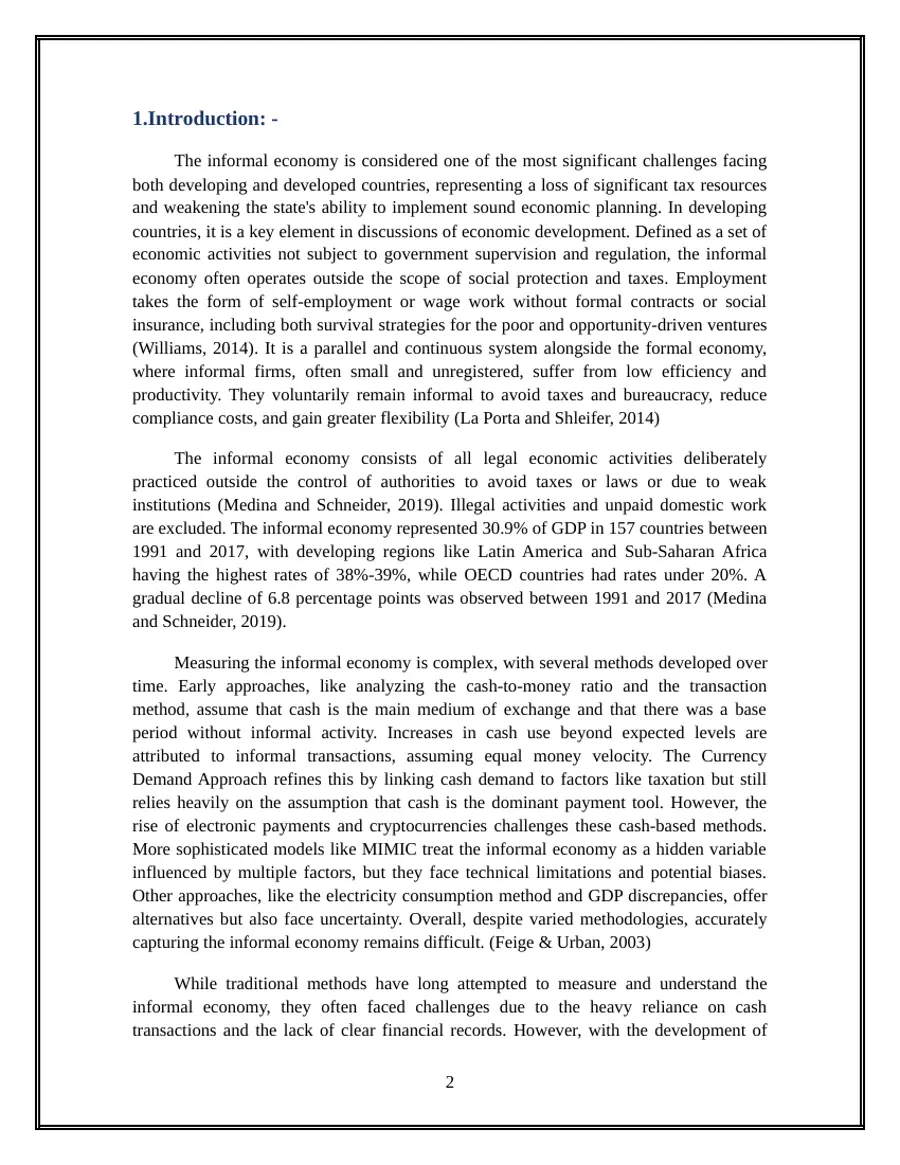 1.Introduction: -
The informal economy is considered one of the most significant challenges facing
both developing and developed countries, representing a loss of significant tax resources
and weakening the state's ability to implement sound economic planning. In developing
countries, it is a key element in discussions of economic development. Defined as a set of
economic activities not subject to government supervision and regulation, the informal
economy often operates outside the scope of social protection and taxes. Employment
takes the form of self-employment or wage work without formal contracts or social
insurance, including both survival strategies for the poor and opportunity-driven ventures
(Williams, 2014). It is a parallel and continuous system alongside the formal economy,
where informal firms, often small and unregistered, suffer from low efficiency and
productivity. They voluntarily remain informal to avoid taxes and bureaucracy, reduce
compliance costs, and gain greater flexibility (La Porta and Shleifer, 2014)
The informal economy consists of all legal economic activities deliberately
practiced outside the control of authorities to avoid taxes or laws or due to weak
institutions (Medina and Schneider, 2019). Illegal activities and unpaid domestic work
are excluded. The informal economy represented 30.9% of GDP in 157 countries between
1991 and 2017, with developing regions like Latin America and Sub-Saharan Africa
having the highest rates of 38%-39%, while OECD countries had rates under 20%. A
gradual decline of 6.8 percentage points was observed between 1991 and 2017 (Medina
and Schneider, 2019).
Measuring the informal economy is complex, with several methods developed over
time. Early approaches, like analyzing the cash-to-money ratio and the transaction
method, assume that cash is the main medium of exchange and that there was a base
period without informal activity. Increases in cash use beyond expected levels are
attributed to informal transactions, assuming equal money velocity. The Currency
Demand Approach refines this by linking cash demand to factors like taxation but still
relies heavily on the assumption that cash is the dominant payment tool. However, the
rise of electronic payments and cryptocurrencies challenges these cash-based methods.
More sophisticated models like MIMIC treat the informal economy as a hidden variable
influenced by multiple factors, but they face technical limitations and potential biases.
Other approaches, like the electricity consumption method and GDP discrepancies, offer
alternatives but also face uncertainty. Overall, despite varied methodologies, accurately
capturing the informal economy remains difficult. (Feige & Urban, 2003)
While traditional methods have long attempted to measure and understand the
informal economy, they often faced challenges due to the heavy reliance on cash
transactions and the lack of clear financial records. However, with the development of
2